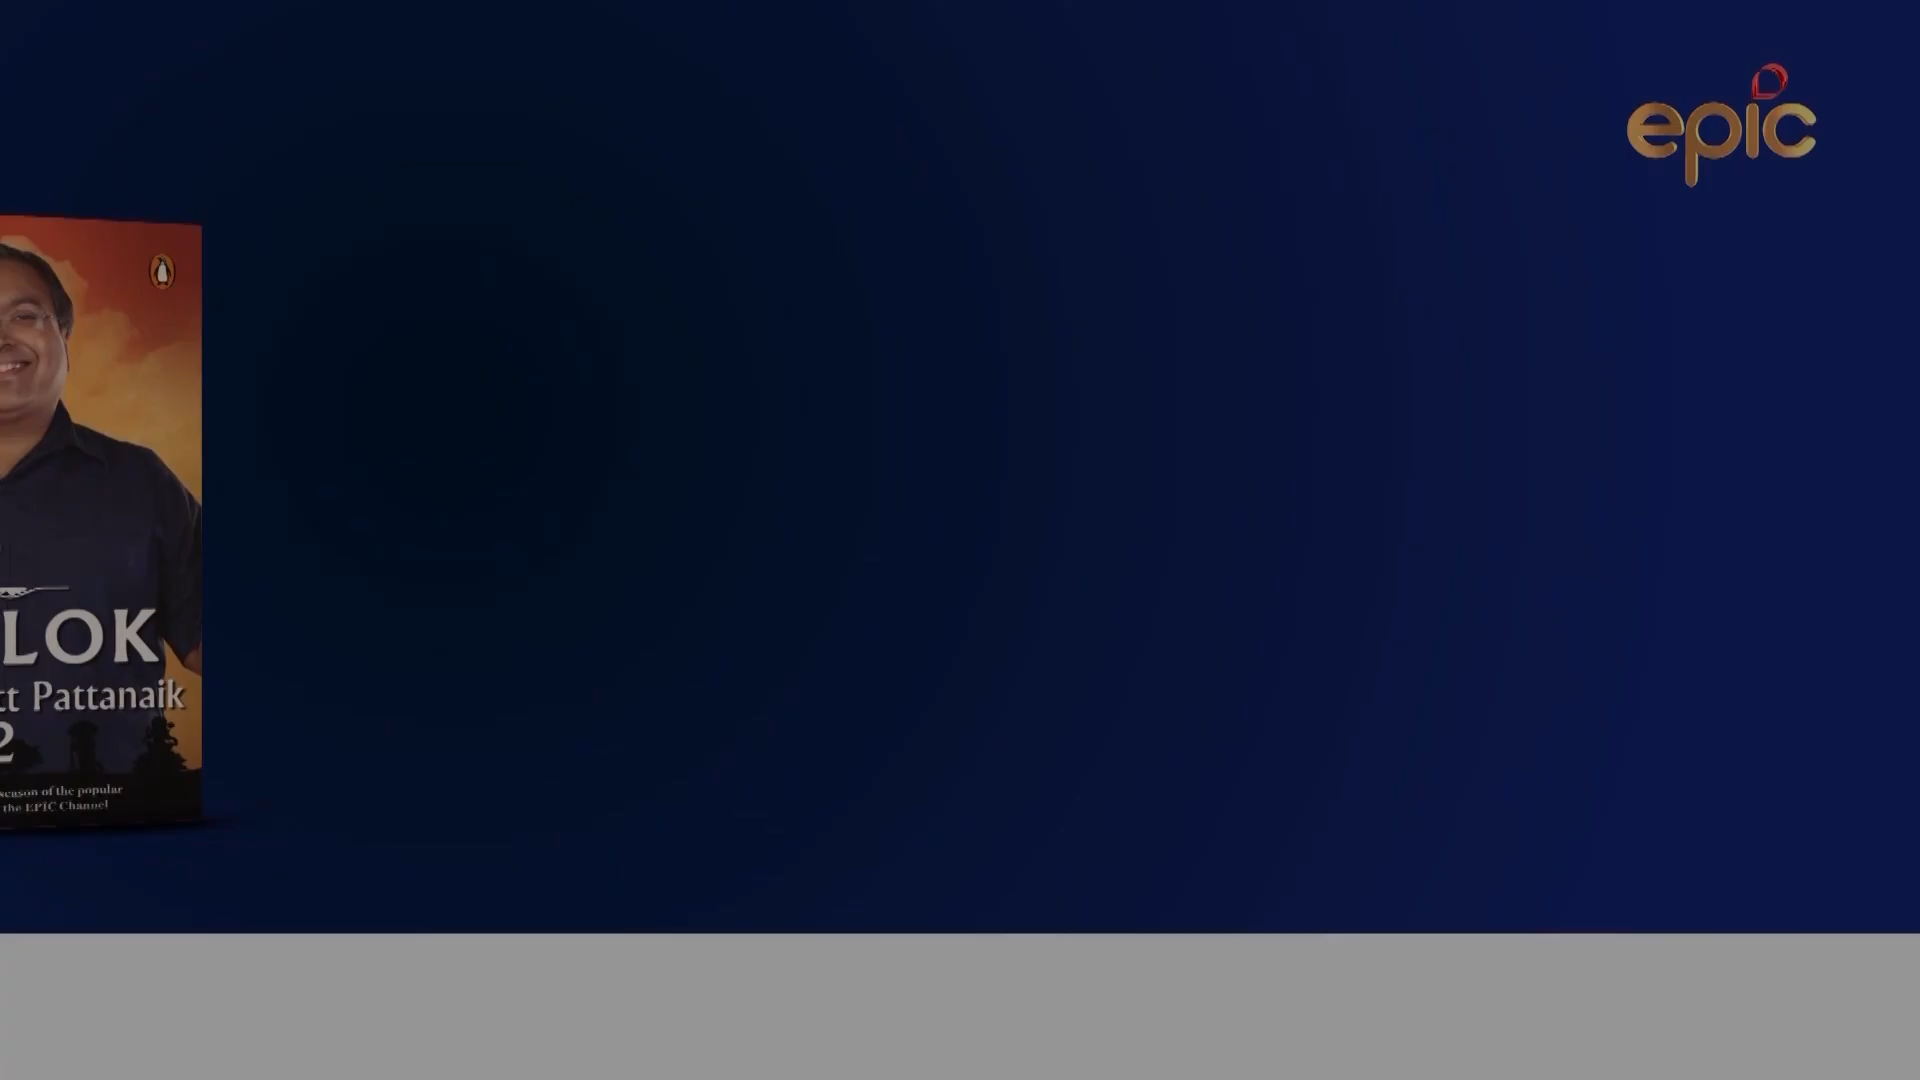 epic
LOK
tt Pattanaik
2
season of the popular
the EPIC Channel